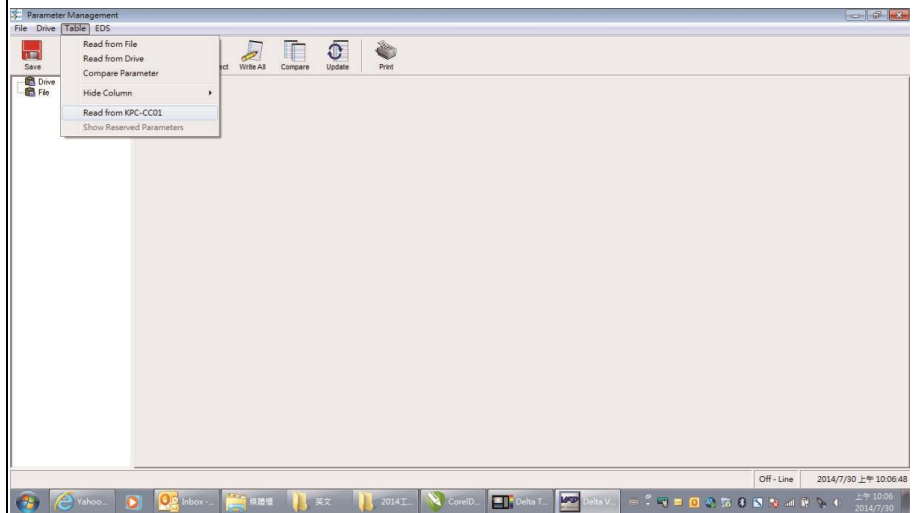 Parameter Management
File Drive Table EDS
Read from File
Read from Drive
Compare Parameter
Hide Column
Read from KPC-CC01
Show Reserved Parameters
Save
ect
Write All
Compare
Update
Print
Drive
File
Off - Line
2014/7/30 上午 10:06:48
Yahoo...
Inbox -...
媒體櫃
英文
2014工...
CorelD...
Delta T...
Delta V...
上午 10:06
2014/7/30